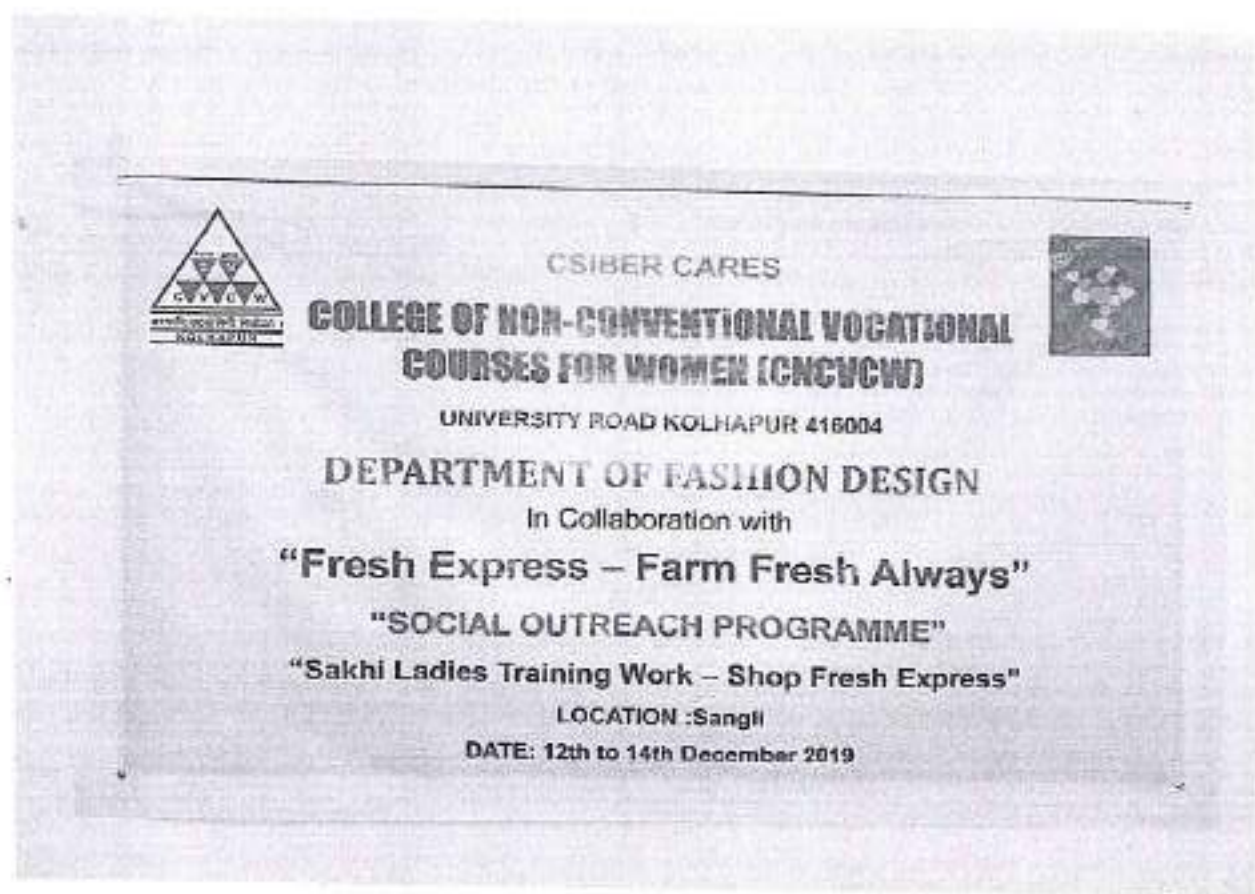 CSIBER CARES
COLLEGE OF NON-CONVENTIONAL VOCATIONAL
COURSES FOR WOMEN (CNCVCW)
UNIVERSITY ROAD KOLHAPUR 416004
DEPARTMENT OF FASHION DESIGN
In Collaboration with
"Fresh Express – Farm Fresh Always"
"SOCIAL OUTREACH PROGRAMME"
"Sakhi Ladies Training Work – Shop Fresh Express"
LOCATION :Sangli
DATE: 12th to 14th December 2019
KOLHAPUR